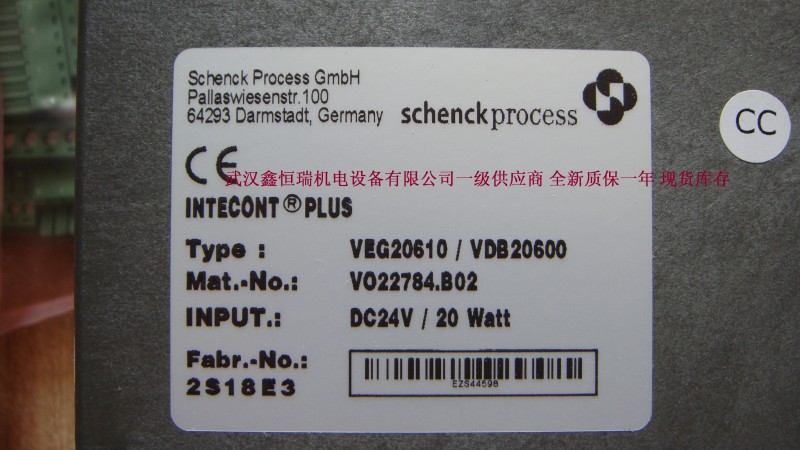 Schenck Process GmbH
Pallaswiesenstr.100
64293 Darmstadt, Germany
schenckprocess
CC
CE
武汉鑫恒瑞机电设备有限公司一级供应商 全新质保一年 现货库存
INTECONT ® PLUS
Type : VEG20610 / VDB20600
Mat.-No.: VO22784.B02
INPUT.: DC24V / 20 Watt
Fabr.-No.:
2S18E3
EZS44598